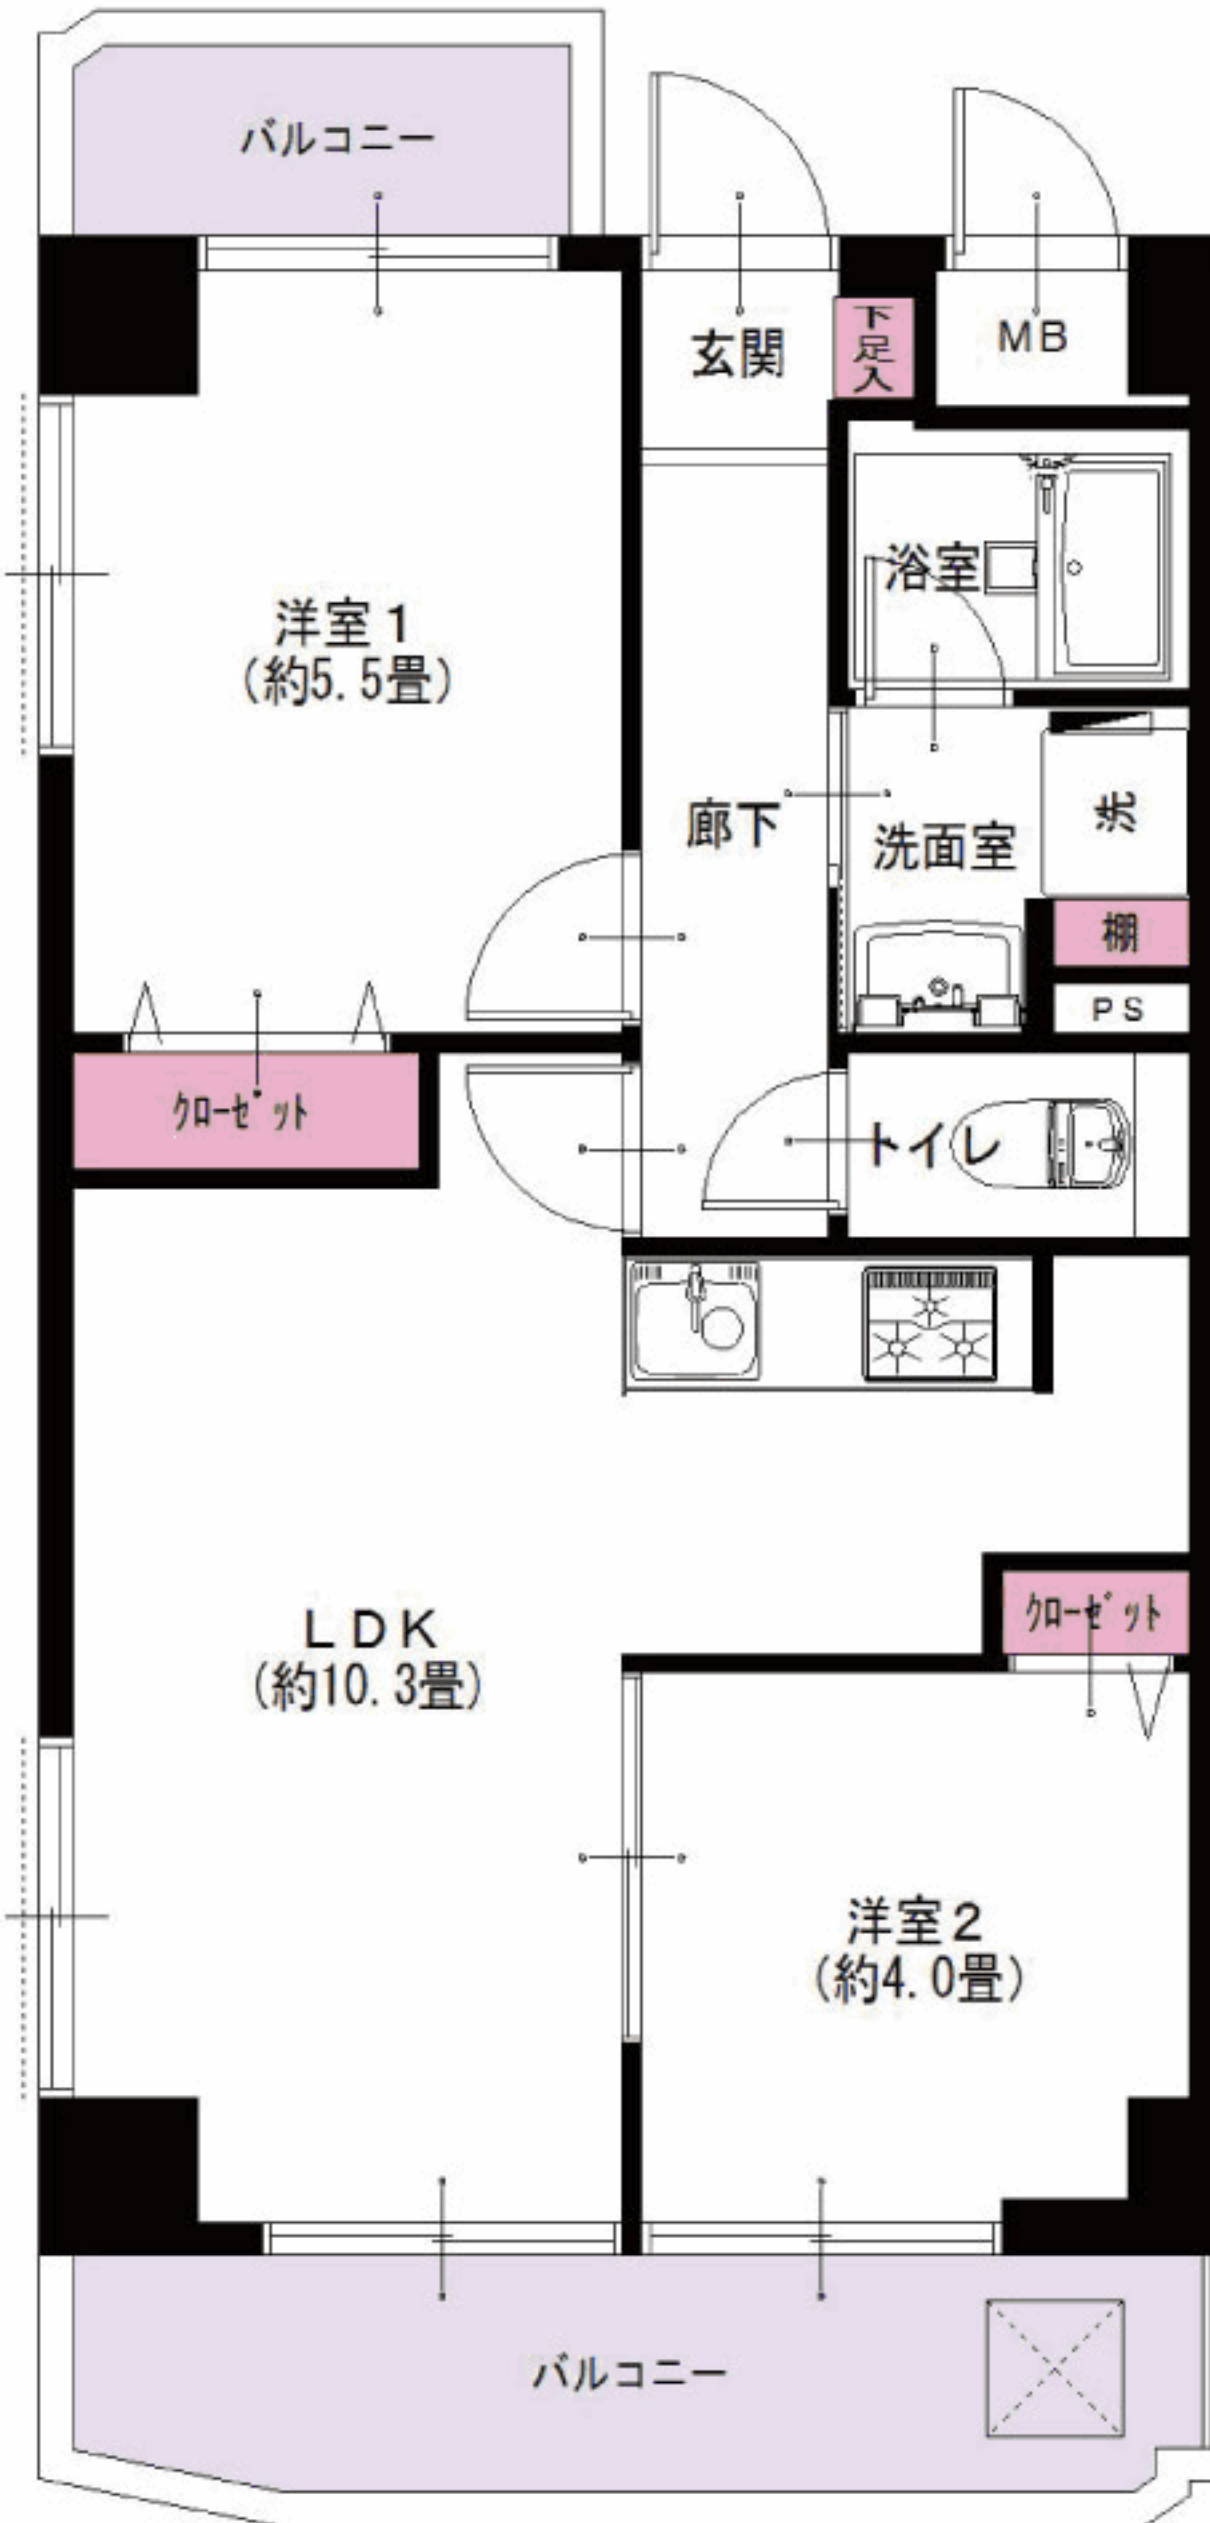 バルコニー
玄関
下足入
MB
浴室
洋室1
(約5.5畳)
廊下
洗面室
洗
棚
PS
クローゼット
トイレ
LDK
(約10.3畳)
クローゼット
洋室2
(約4.0畳)
バルコニー